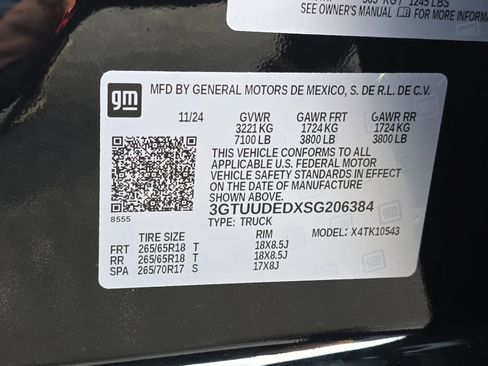 1245 LBS
SEE OWNER'S MANUAL FOR MORE INFORMA
gm
MFD BY GENERAL MOTORS DE MEXICO, S. DE R.L. DE C.V.
11/24 GVWR GAWR FRT GAWR RR
3221 KG 1724 KG 1724 KG
7100 LB 3800 LB 3800 LB
THIS VEHICLE CONFORMS TO ALL
APPLICABLE U.S. FEDERAL MOTOR
VEHICLE SAFETY STANDARDS IN EFFECT
ON THE DATE OF MANUFACTURE
SHOWN ABOVE.
3GTUUDEDXSG206384
8555 TYPE: TRUCK
TIRE SIZE RIM MODEL: X4TK10543
FRT 265/65R18 T 18X8.5J
RR 265/65R18 T 18X8.5J
SPA 265/70R17 S 17X8J